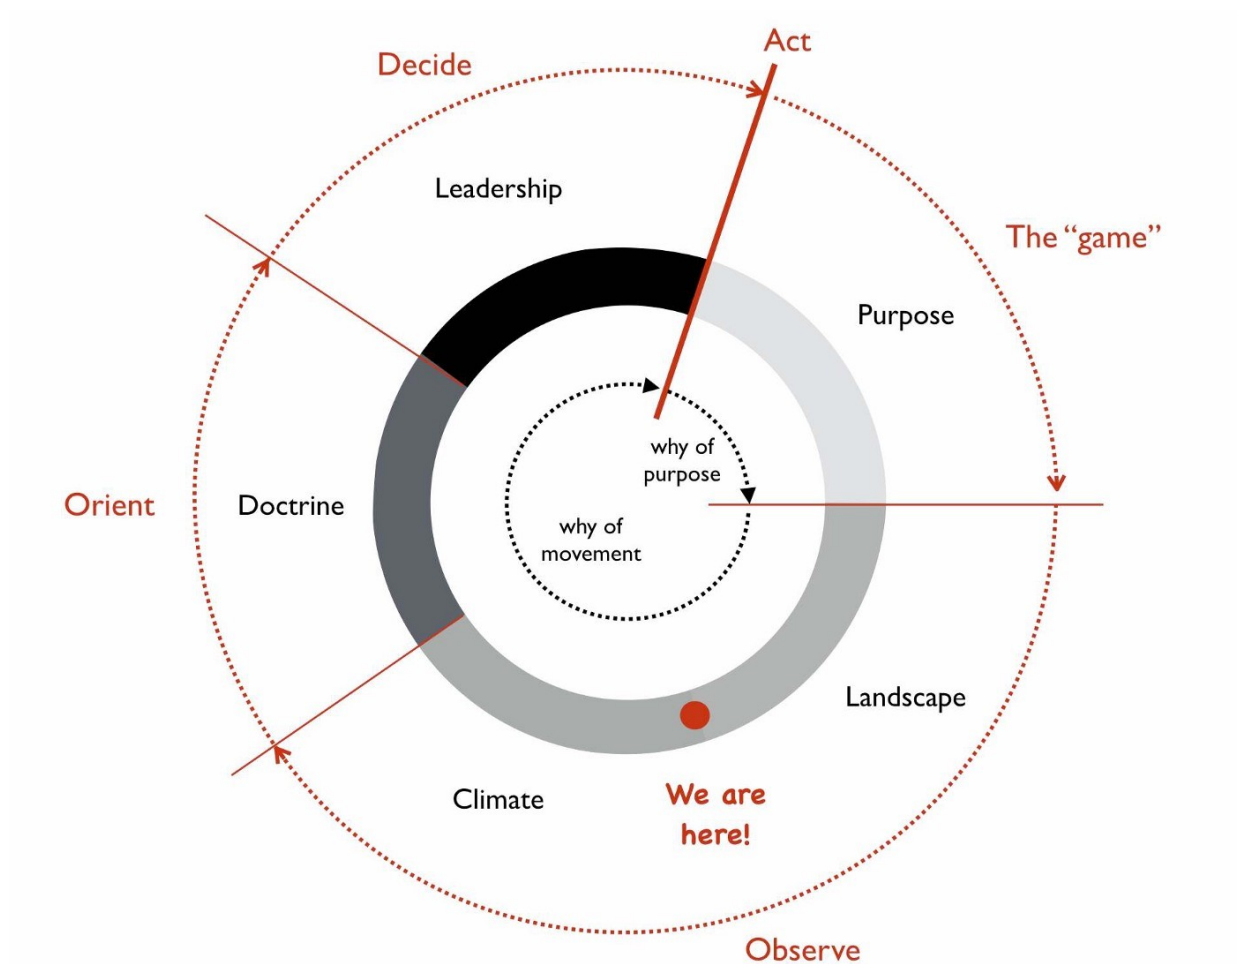 Act
Decide
Leadership
The “game”
Purpose
why of
purpose
Orient
Doctrine
why of
movement
Landscape
Climate
We are
here!
Observe